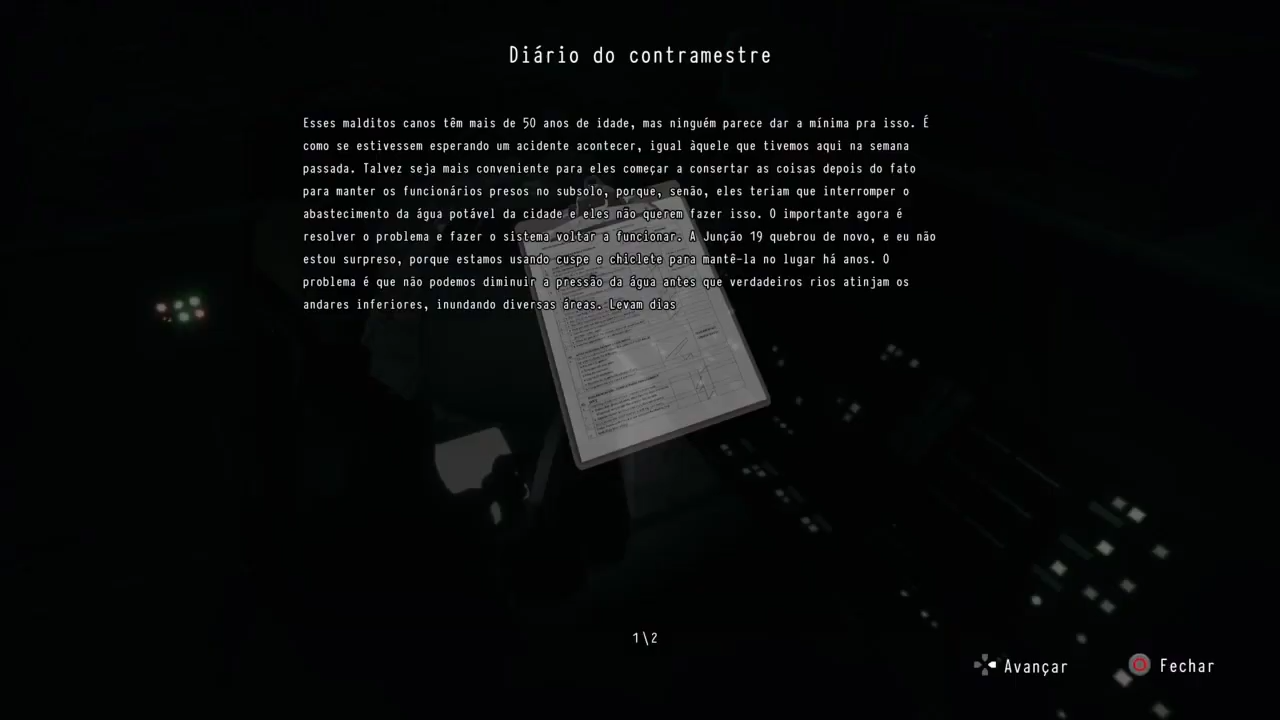 Diário do contramestre
Esses malditos canos têm mais de 50 anos de idade, mas ninguém parece dar a mínima pra isso. É
como se estivessem esperando um acidente acontecer, igual àquele que tivemos aqui na semana
passada. Talvez seja mais conveniente para eles começar a consertar as coisas depois do fato
para manter os funcionários presos no subsolo, porque, senão, eles teriam que interromper o
abastecimento da água potável da cidade e eles não querem fazer isso. O importante agora é
resolver o problema e fazer o sistema voltar a funcionar. A Junção 19 quebrou de novo, e eu não
estou surpreso, porque estamos usando cuspe e chiclete para mantê-la no lugar há anos. O
problema é que não podemos diminuir a pressão da água antes que verdadeiros rios atinjam os
andares inferiores, inundando diversas áreas. Levam dias
1\2
Avançar
Fechar